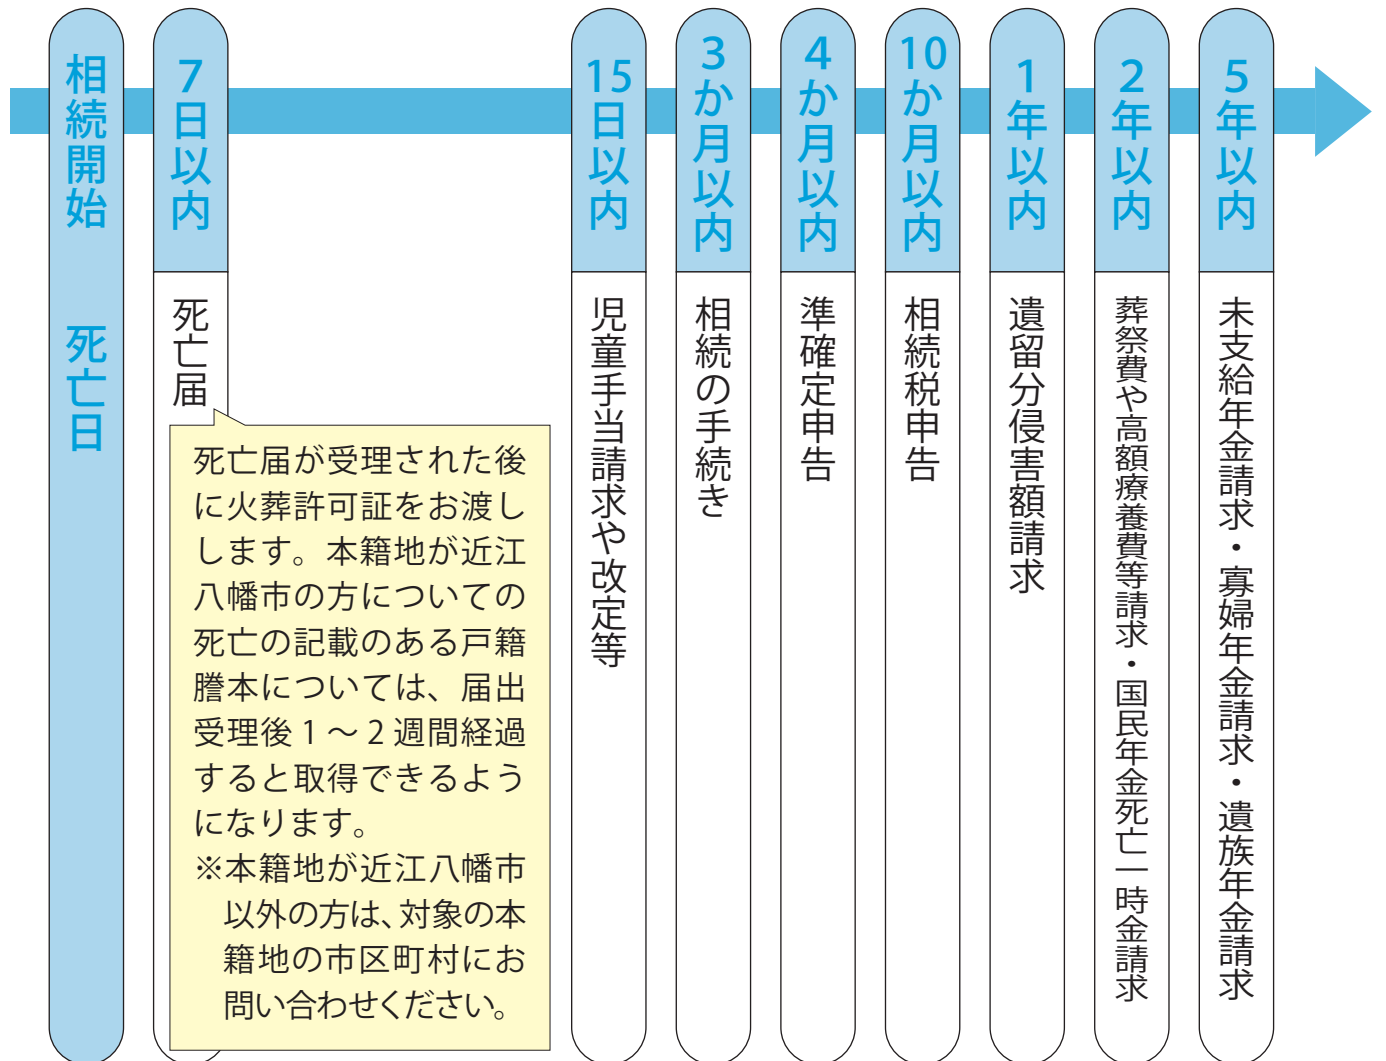 相続開始　死亡日
7日以内
死亡届
死亡届が受理された後
に火葬許可証をお渡し
します。本籍地が近江
八幡市の方についての
死亡の記載のある戸籍
謄本については、届出
受理後１～２週間経過
すると取得できるよう
になります。
※本籍地が近江八幡市
以外の方は、対象の本
籍地の市区町村にお
問い合わせください。
15日以内
児童手当請求や改定等
3か月以内
相続の手続き
4か月以内
準確定申告
10か月以内
相続税申告
1年以内
遺留分侵害額請求
2年以内
葬祭費や高額療養費等請求・国民年金死亡一時金請求
5年以内
未支給年金請求・寡婦年金請求・遺族年金請求